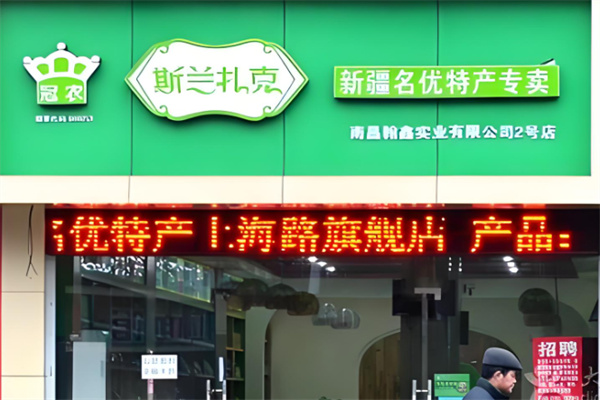 冠农
斯兰扎克
新疆名优特产专卖
南昌翰鑫实业有限公司2号店
名优特产上海路旗舰店 产品:
招聘